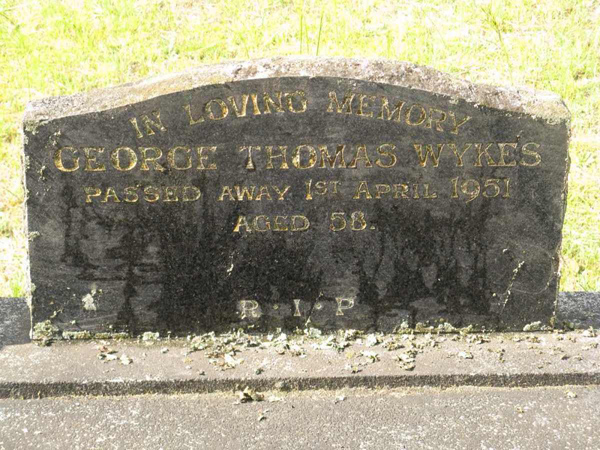 IN LOVING MEMORY
GEORGE THOMAS WYKES
PASSED AWAY 1ST APRIL 1951
AGED 58.
R.I.P